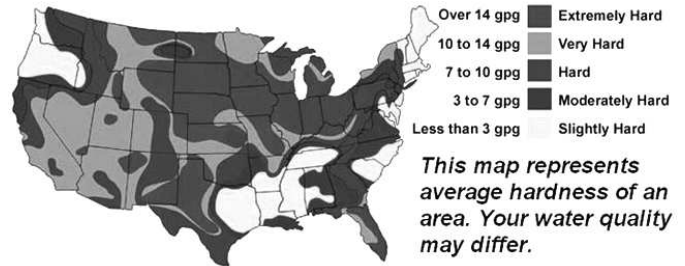 Over 14 gpg Extremely Hard
10 to 14 gpg Very Hard
7 to 10 gpg Hard
3 to 7 gpg Moderately Hard
Less than 3 gpg Slightly Hard
This map represents
average hardness of an
area. Your water quality
may differ.